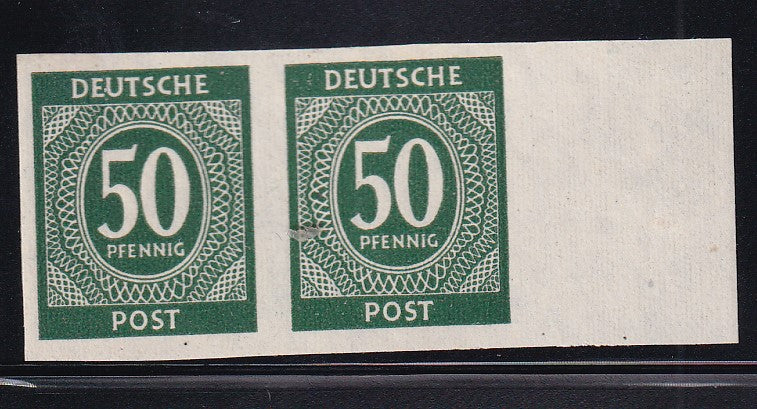 DEUTSCHE
50
PFENNIG
POST
DEUTSCHE
50
PFENNIG
POST